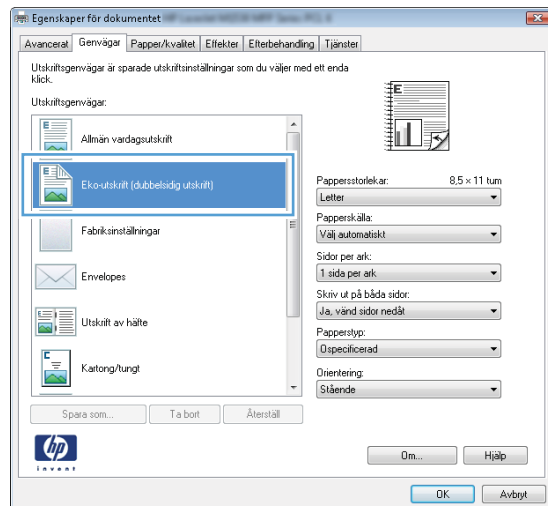 Egenskaper för dokumentet
Avancerat Genvägar Papper/kvalitet Effekter Efterbehandling Tjänster
Utskriftsgenvägar är sparade utskriftsinställningar som du väljer med ett enda
klick.
Utskriftsgenvägar:
Allmän vardagsutskrift
Eko-utskrift (dubbelsidig utskrift)
Fabriksinställningar
Envelopes
Utskrift av häfte
Kartong/tungt
Spara som... Ta bort Återställ
Pappersstorlekar: 8,5 × 11 tum
Letter
Papperskälla:
Välj automatiskt
Sidor per ark:
1 sida per ark
Skriv ut på båda sidor:
Ja, vänd sidor nedåt
Papperstyp:
Ospecificerad
Orientering:
Stående
hp
invent
Om... Hjälp
OK Avbryt